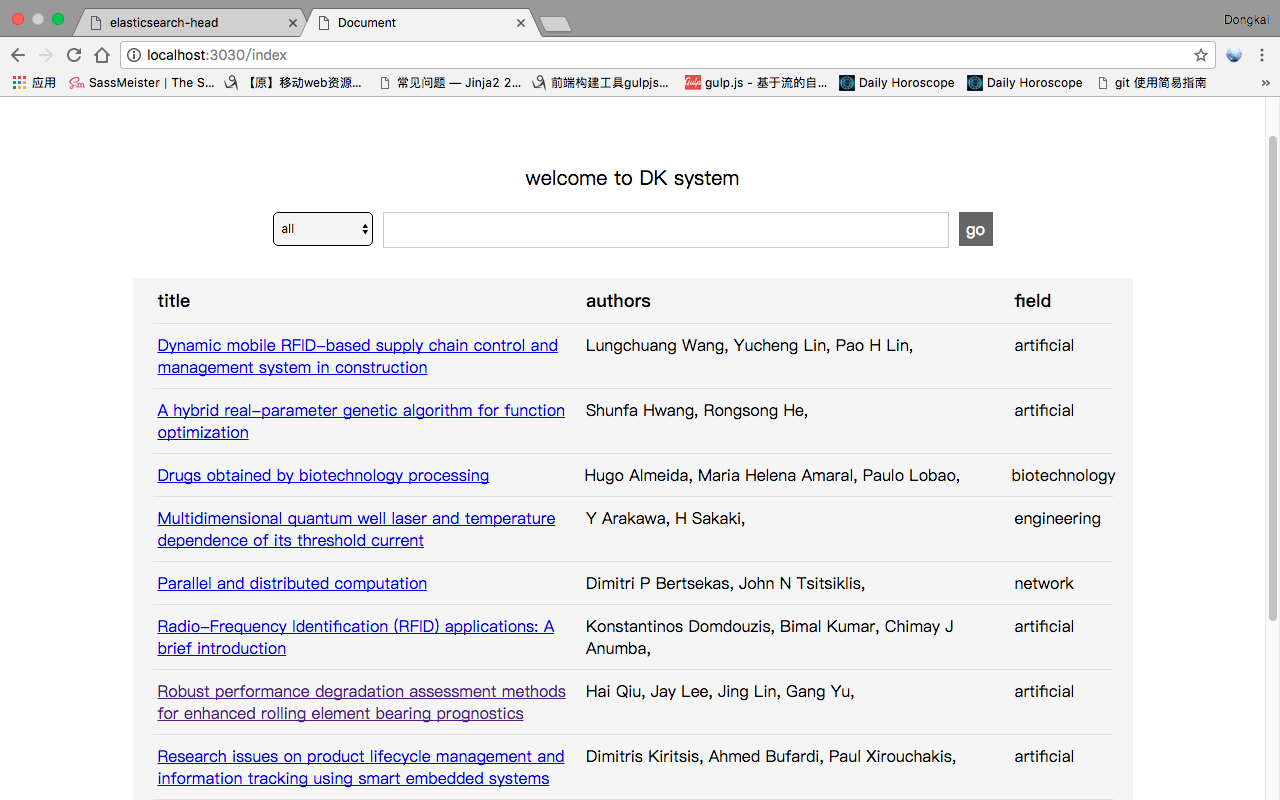 elasticsearch-head
Document
Dongkai
localhost:3030/index
应用 SassMeister | The S... 【原】移动web资源... 常见问题 — Jinja2 2... 前端构建工具gulpjs... gulp.js - 基于流的自... Daily Horoscope Daily Horoscope git 使用简易指南 »
welcome to DK system
all
go
title authors field
Dynamic mobile RFID-based supply chain control and Lungchuang Wang, Yucheng Lin, Pao H Lin, artificial
management system in construction
A hybrid real-parameter genetic algorithm for function Shunfa Hwang, Rongsong He, artificial
optimization
Drugs obtained by biotechnology processing Hugo Almeida, Maria Helena Amaral, Paulo Lobao, biotechnology
Multidimensional quantum well laser and temperature Y Arakawa, H Sakaki, engineering
dependence of its threshold current
Parallel and distributed computation Dimitri P Bertsekas, John N Tsitsiklis, network
Radio-Frequency Identification (RFID) applications: A Konstantinos Domdouzis, Bimal Kumar, Chimay J artificial
brief introduction Anumba,
Robust performance degradation assessment methods Hai Qiu, Jay Lee, Jing Lin, Gang Yu, artificial
for enhanced rolling element bearing prognostics
Research issues on product lifecycle management and Dimitris Kiritsis, Ahmed Bufardi, Paul Xirouchakis, artificial
information tracking using smart embedded systems